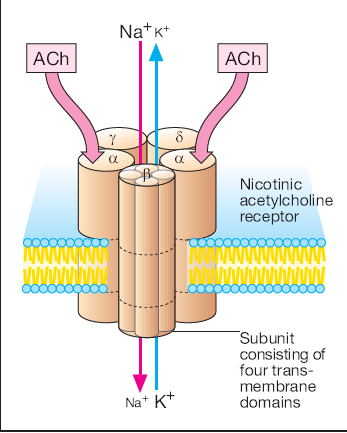 Na⁺ K⁺
ACh
ACh
γ
δ
α
α
β
Nicotinic
acetylcholine
receptor
Subunit
consisting of
four trans-
membrane
domains
Na⁺ K⁺